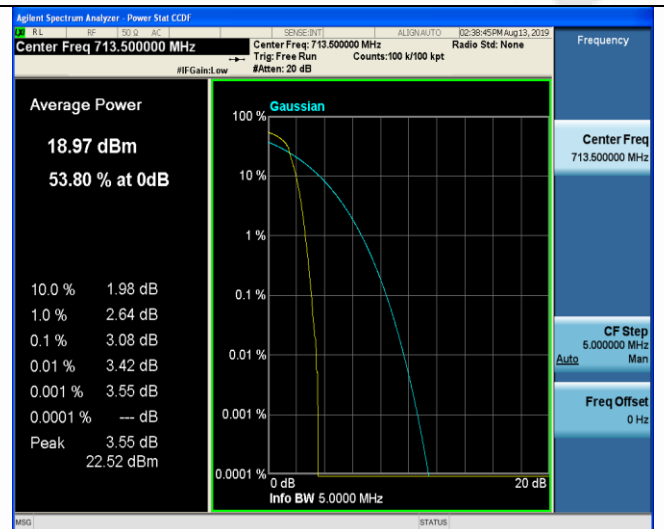 Agilent Spectrum Analyzer - Power Stat CCDF
LXI RL RF 50 Ω AC SENSE:INT ALIGNAUTO 02:38:45PM Aug 13, 2019
Center Freq 713.500000 MHz
Center Freq: 713.500000 MHz Radio Std: None
Trig: Free Run Counts:100 k/100 kpt
#IFGain:Low #Atten: 20 dB
Frequency
Average Power
18.97 dBm
53.80 % at 0dB
10.0 % 1.98 dB
1.0 % 2.64 dB
0.1 % 3.08 dB
0.01 % 3.42 dB
0.001 % 3.55 dB
0.0001 % --- dB
Peak 3.55 dB
22.52 dBm
Gaussian
100 %
10 %
1 %
0.1 %
0.01 %
0.001 %
0.0001 %
0 dB 20 dB
Info BW 5.0000 MHz
Center Freq
713.500000 MHz
CF Step
5.000000 MHz
Auto Man
Freq Offset
0 Hz
MSG STATUS